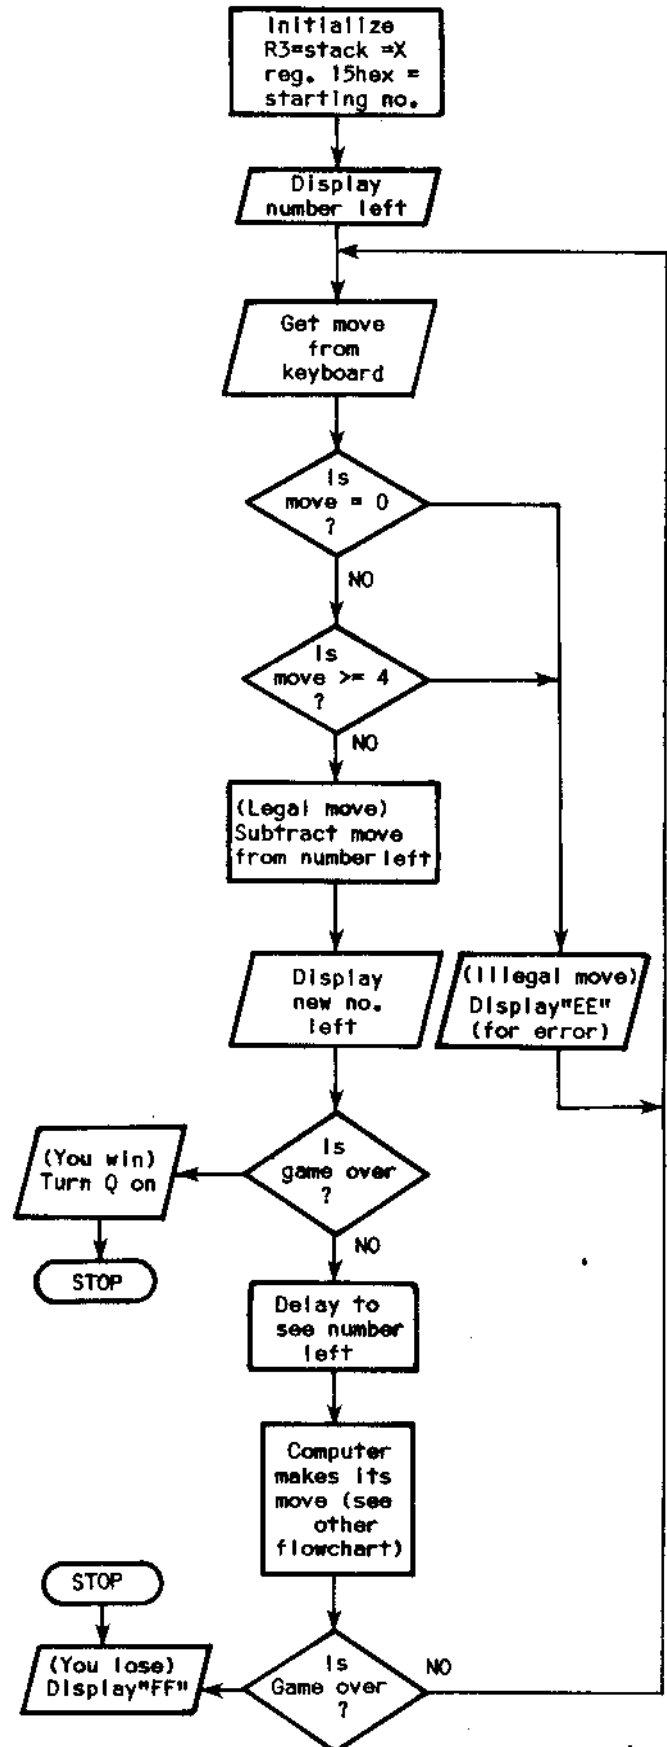 Initialize
R3=stack =X
reg. 15hex =
starting no.
Display
number left
Get move
from
keyboard
Is
move = 0
?
NO
Is
move >= 4
?
NO
(Legal move)
Subtract move
from number left
Display
new no.
left
(Illegal move)
Display"EE"
(for error)
Is
game over
?
(You win)
Turn Q on
STOP
NO
Delay to
see number
left
Computer
makes its
move (see
other
flowchart)
STOP
(You lose)
Display"FF"
Is
Game over
?
NO